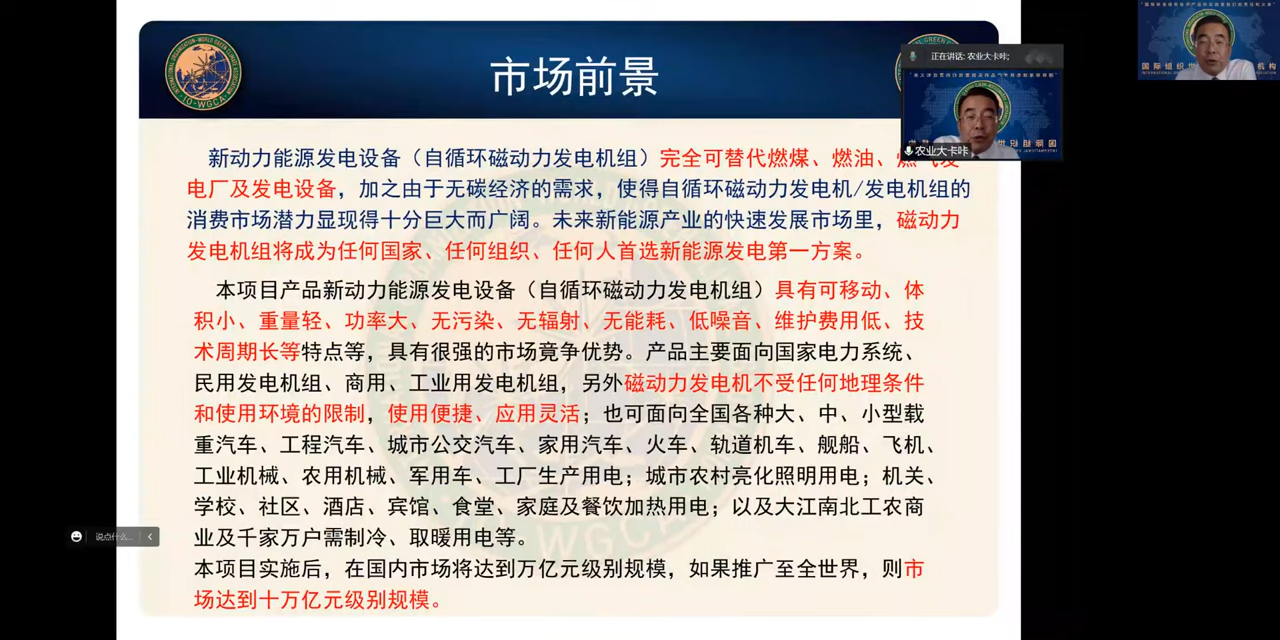 市场前景
正在讲话: 农业大卡咔;
农业大卡咔
新动力能源发电设备（自循环磁动力发电机组）完全可替代燃煤、燃油、燃气发
电厂及发电设备，加之由于无碳经济的需求，使得自循环磁动力发电机/发电机组的
消费市场潜力显现得十分巨大而广阔。未来新能源产业的快速发展市场里，磁动力
发电机组将成为任何国家、任何组织、任何人首选新能源发电第一方案。
本项目产品新动力能源发电设备（自循环磁动力发电机组）具有可移动、体
积小、重量轻、功率大、无污染、无辐射、无能耗、低噪音、维护费用低、技
术周期长等特点等，具有很强的市场竟争优势。产品主要面向国家电力系统、
民用发电机组、商用、工业用发电机组，另外磁动力发电机不受任何地理条件
和使用环境的限制，使用便捷、应用灵活；也可面向全国各种大、中、小型载
重汽车、工程汽车、城市公交汽车、家用汽车、火车、轨道机车、舰船、飞机、
工业机械、农用机械、军用车、工厂生产用电；城市农村亮化照明用电；机关、
学校、社区、酒店、宾馆、食堂、家庭及餐饮加热用电；以及大江南北工农商
业及千家万户需制冷、取暖用电等。
本项目实施后，在国内市场将达到万亿元级别规模，如果推广至全世界，则市
场达到十万亿元级别规模。
说点什么...
国际组织世
机构
IO-WGCA